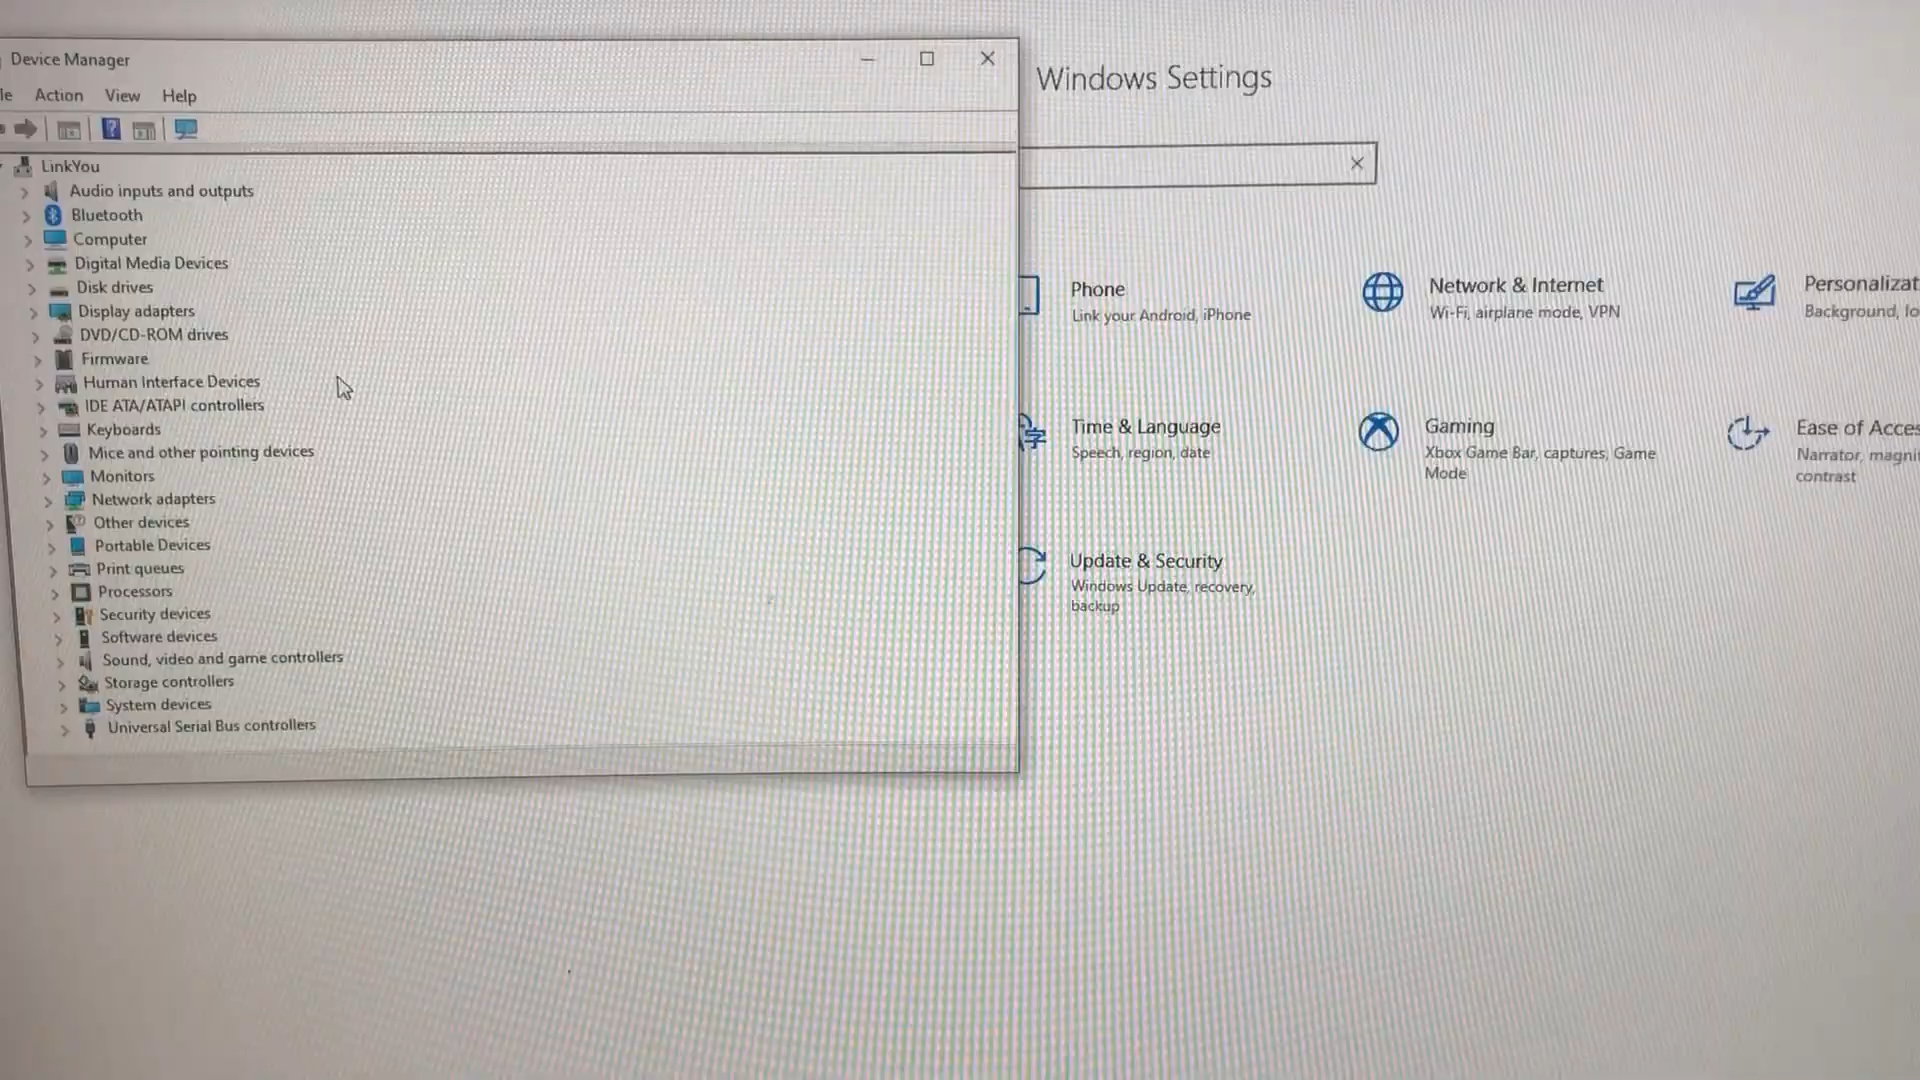 Device Manager
Action View Help
LinkYou
Audio inputs and outputs
Bluetooth
Computer
Digital Media Devices
Disk drives
Display adapters
DVD/CD-ROM drives
Firmware
Human Interface Devices
IDE ATA/ATAPI controllers
Keyboards
Mice and other pointing devices
Monitors
Network adapters
Other devices
Portable Devices
Print queues
Processors
Security devices
Software devices
Sound, video and game controllers
Storage controllers
System devices
Universal Serial Bus controllers
Windows Settings
Phone
Link your Android, iPhone
Network & Internet
Wi-Fi, airplane mode, VPN
Personalizat
Background, lo
Time & Language
Speech, region, date
Gaming
Xbox Game Bar, captures, Game
Mode
Ease of Acces
Narrator, magni
contrast
Update & Security
Windows Update, recovery,
backup